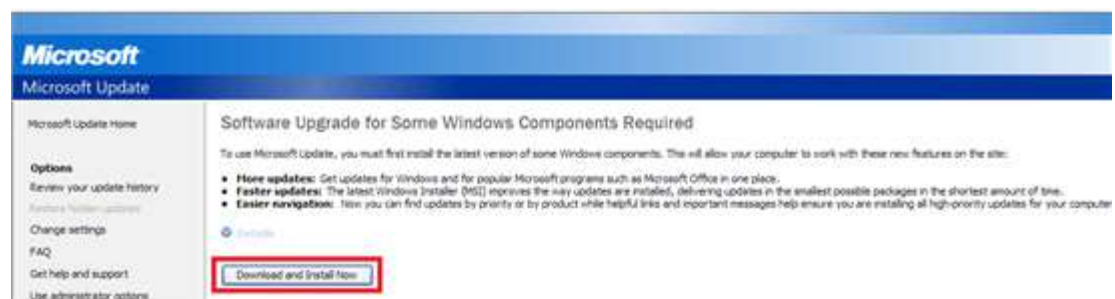 Microsoft
Microsoft Update
Microsoft Update Home
Options
Review your update history
Restore hidden updates
Change settings
FAQ
Get help and support
Use administrator options
Software Upgrade for Some Windows Components Required
To use Microsoft Update, you must first install the latest version of some Windows components. This will allow your computer to work with these new features on the site:
• More updates: Get updates for Windows and for popular Microsoft programs such as Microsoft Office in one place.
• Faster updates: The latest Windows Installer (MSI) improves the way updates are installed, delivering updates in the smallest possible packages in the shortest amount of time.
• Easier navigation: Now you can find updates by priority or by product while helpful links and important messages help ensure you are installing all high-priority updates for your computer
Details
Download and Install Now